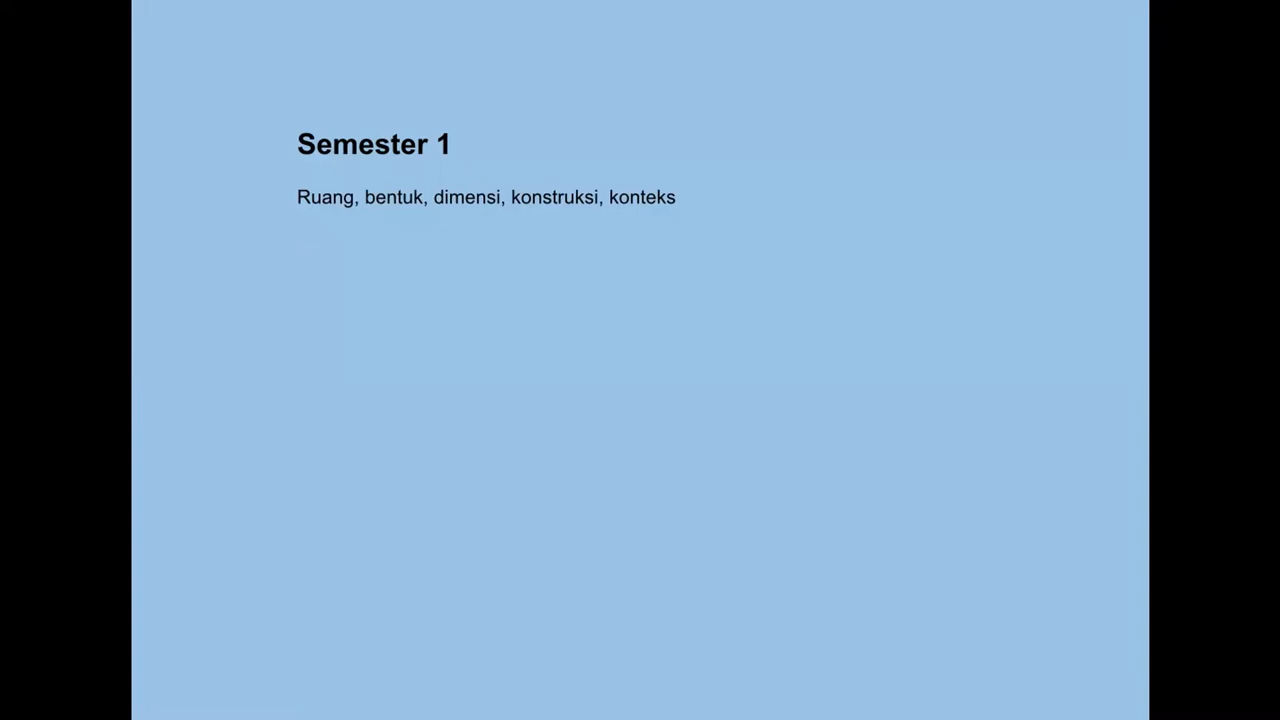 Semester 1
Ruang, bentuk, dimensi, konstruksi, konteks